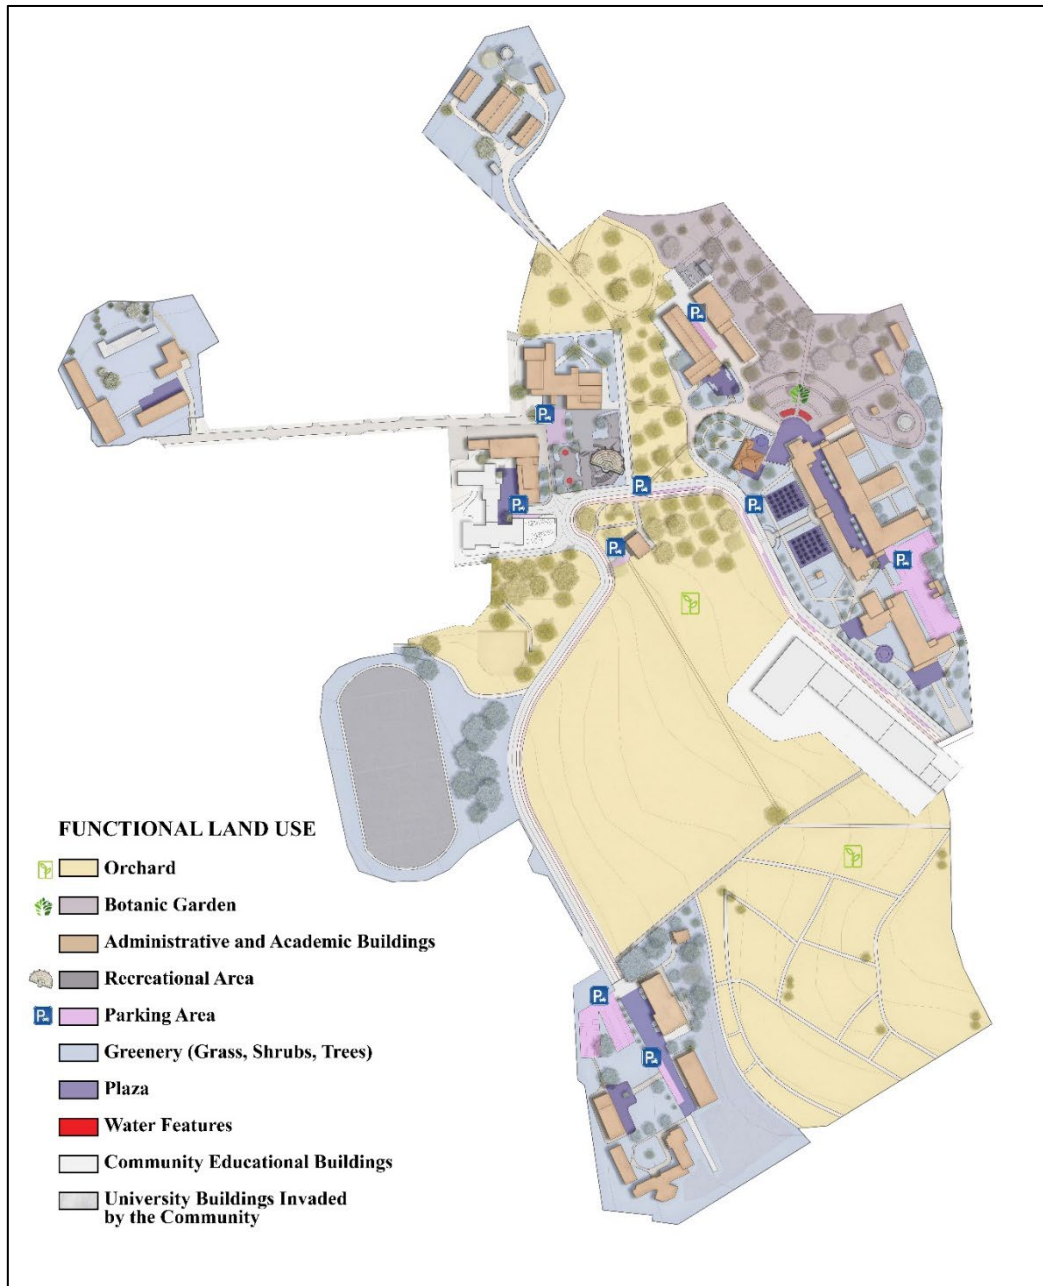 FUNCTIONAL LAND USE
Orchard
Botanic Garden
Administrative and Academic Buildings
Recreational Area
Parking Area
Greenery (Grass, Shrubs, Trees)
Plaza
Water Features
Community Educational Buildings
University Buildings Invaded
by the Community
P
P
P
P
P
P
P
P
P
P